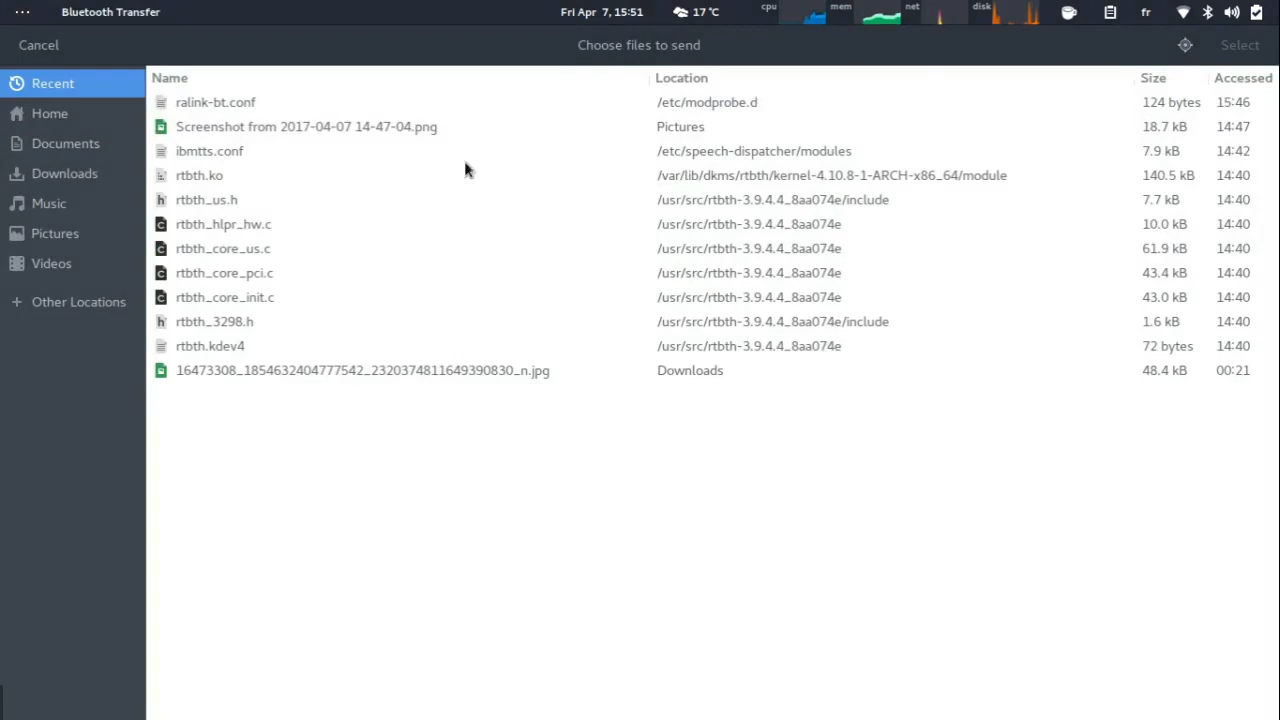 Bluetooth Transfer Fri Apr 7, 15:51 17 °C cpu mem net disk fr
Cancel Choose files to send Select
Recent
Home
Documents
Downloads
Music
Pictures
Videos
Other Locations
Name Location Size Accessed
ralink-bt.conf /etc/modprobe.d 124 bytes 15:46
Screenshot from 2017-04-07 14-47-04.png Pictures 18.7 kB 14:47
ibmtts.conf /etc/speech-dispatcher/modules 7.9 kB 14:42
rtbth.ko /var/lib/dkms/rtbth/kernel-4.10.8-1-ARCH-x86_64/module 140.5 kB 14:40
rtbth_us.h /usr/src/rtbth-3.9.4.4_8aa074e/include 7.7 kB 14:40
rtbth_hlpr_hw.c /usr/src/rtbth-3.9.4.4_8aa074e 10.0 kB 14:40
rtbth_core_us.c /usr/src/rtbth-3.9.4.4_8aa074e 61.9 kB 14:40
rtbth_core_pci.c /usr/src/rtbth-3.9.4.4_8aa074e 43.4 kB 14:40
rtbth_core_init.c /usr/src/rtbth-3.9.4.4_8aa074e 43.0 kB 14:40
rtbth_3298.h /usr/src/rtbth-3.9.4.4_8aa074e/include 1.6 kB 14:40
rtbth.kdev4 /usr/src/rtbth-3.9.4.4_8aa074e 72 bytes 14:40
16473308_1854632404777542_2320374811649390830_n.jpg Downloads 48.4 kB 00:21